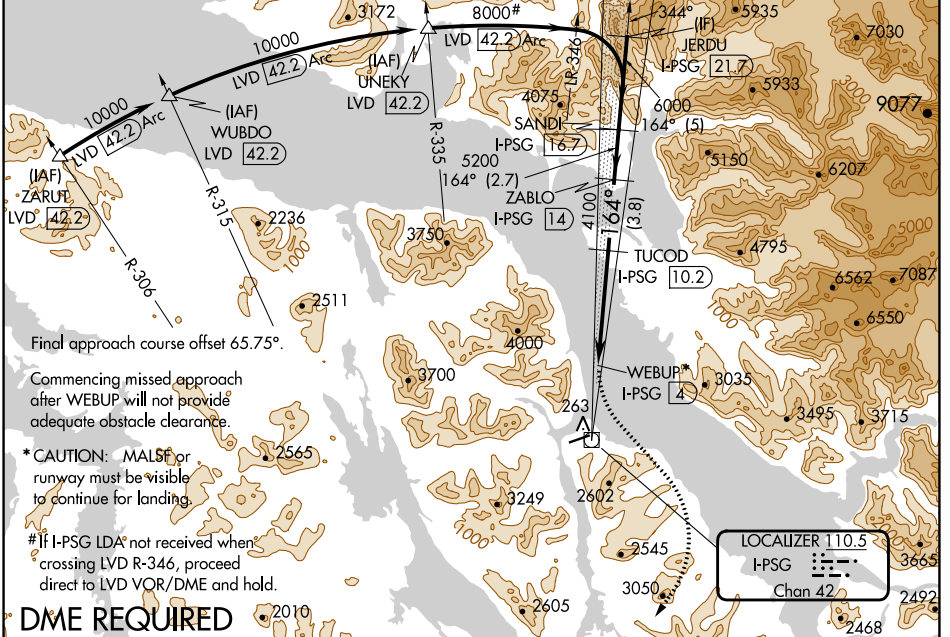 3172
8000#
344°
5935
(IF)
JERDU
I-PSG 21.7
7030
10000
LVD 42.2 Arc
LVD 42.2 Arc
(IAF)
UNEKY
LVD 42.2
LR-346
5933
9077
10000
LVD 42.2 Arc
(IAF)
WUBDO
LVD 42.2
4075
6000
164° (5)
SANDI
I-PSG 16.7
R-335
5200
164° (2.7)
5150
6207
(IAF)
ZARUT
LVD 42.2
ZABLO
I-PSG 14
4100
164°
(3.8)
R-315
2236
1000
3750
5000
4795
TUCOD
I-PSG 10.2
R-306
6562
7087
2511
1000
6550
4000
Final approach course offset 65.75°.
3700
WEBUP*
I-PSG 4
3035
Commencing missed approach
after WEBUP will not provide
adequate obstacle clearance.
263
3495
3715
*CAUTION: MALSF or
runway must be visible
to continue for landing.
2565
3249
2602
1000
#If I-PSG LDA not received when
crossing LVD R-346, proceed
direct to LVD VOR/DME and hold.
2545
LOCALIZER 110.5
I-PSG
Chan 42
3665
3050
2492
DME REQUIRED
2010
2605
2468